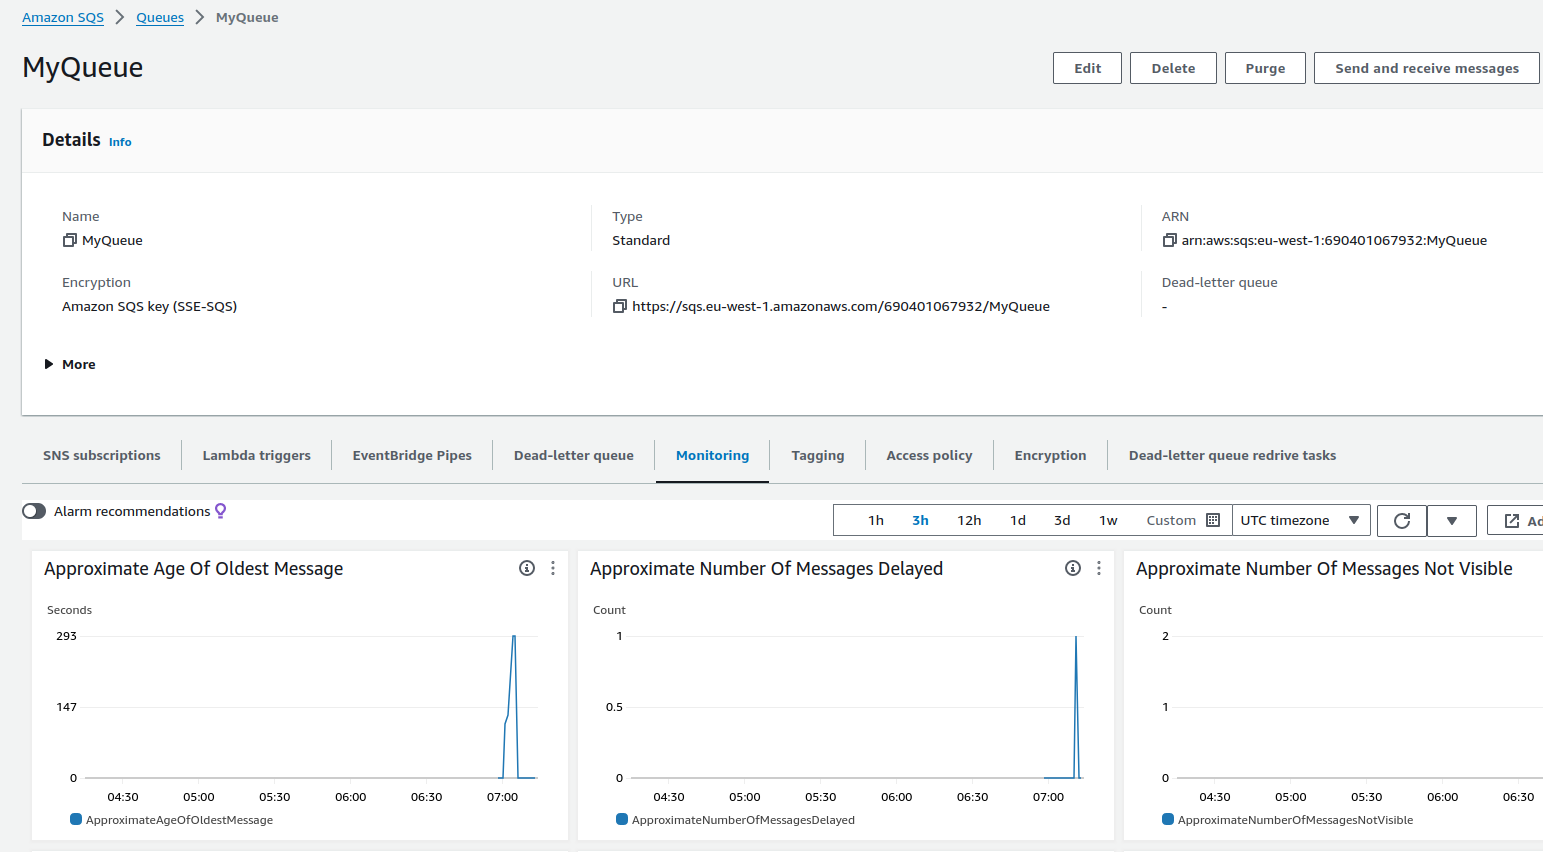 Amazon SQS > Queues > MyQueue
MyQueue
Edit Delete Purge Send and receive messages
Details Info
Name Type ARN
MyQueue Standard arn:aws:sqs:eu-west-1:690401067932:MyQueue
Encryption URL Dead-letter queue
Amazon SQS key (SSE-SQS) https://sqs.eu-west-1.amazonaws.com/690401067932/MyQueue -
More
SNS subscriptions Lambda triggers EventBridge Pipes Dead-letter queue Monitoring Tagging Access policy Encryption Dead-letter queue redrive tasks
Alarm recommendations 1h 3h 12h 1d 3d 1w Custom UTC timezone
Approximate Age Of Oldest Message Approximate Number Of Messages Delayed Approximate Number Of Messages Not Visible
Seconds Count Count
293 1 2
147 0.5 1
0 0 0
04:30 05:00 05:30 06:00 06:30 07:00 04:30 05:00 05:30 06:00 06:30 07:00 04:30 05:00 05:30 06:00 06:30
ApproximateAgeOfOldestMessage ApproximateNumberOfMessagesDelayed ApproximateNumberOfMessagesNotVisible